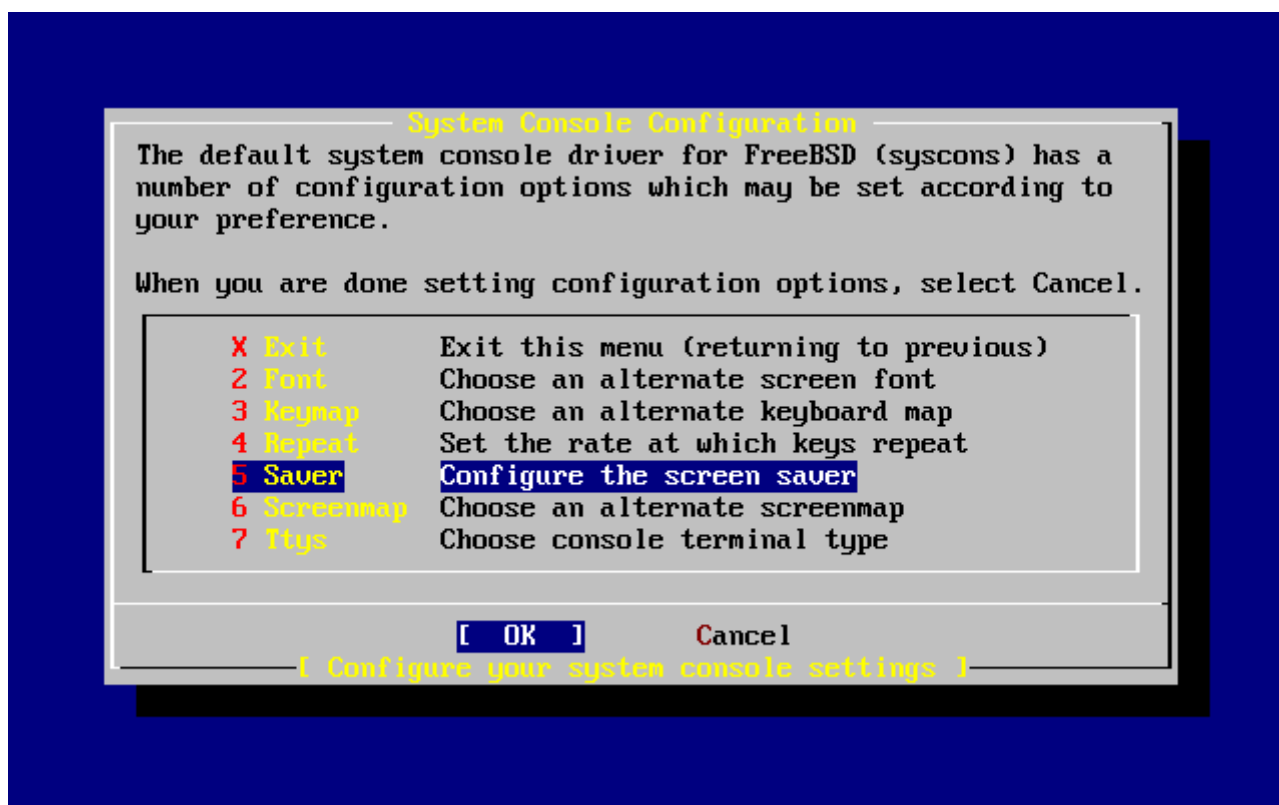 System Console Configuration
The default system console driver for FreeBSD (syscons) has a
number of configuration options which may be set according to
your preference.
When you are done setting configuration options, select Cancel.
X Exit Exit this menu (returning to previous)
2 Font Choose an alternate screen font
3 Keymap Choose an alternate keyboard map
4 Repeat Set the rate at which keys repeat
5 Saver Configure the screen saver
6 Screenmap Choose an alternate screenmap
7 Ttys Choose console terminal type
[ OK ] Cancel
[ Configure your system console settings ]